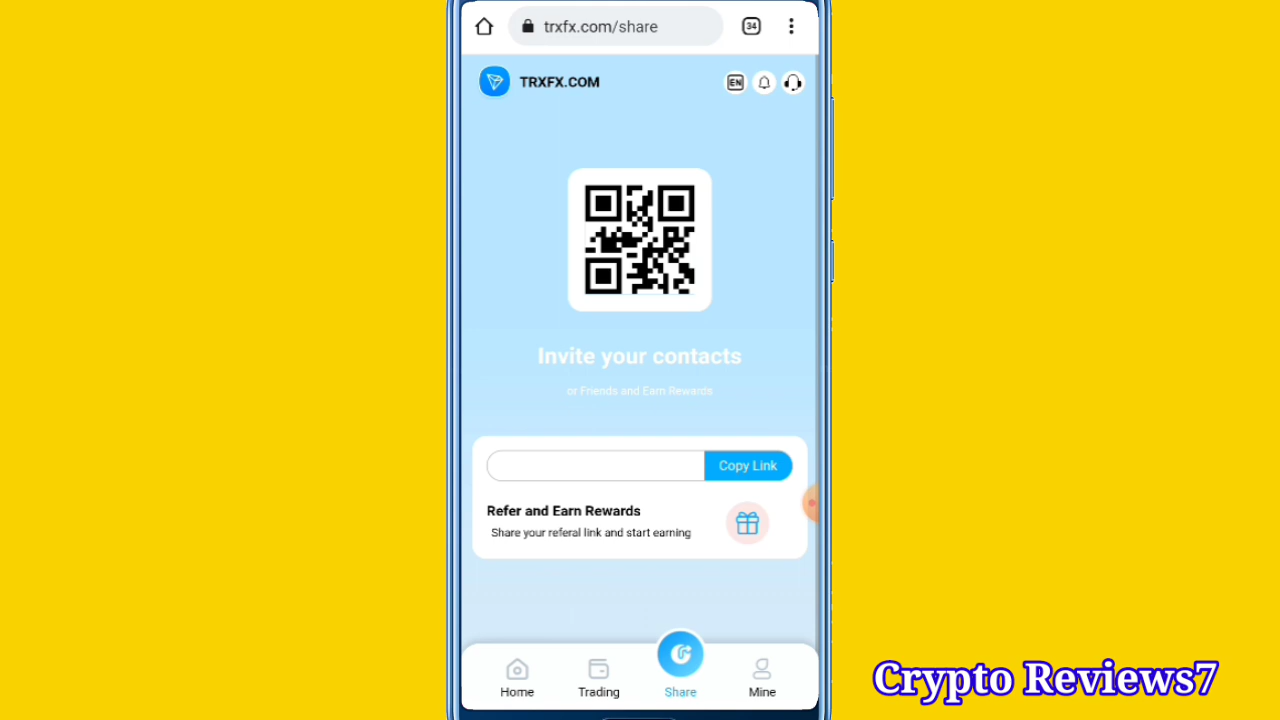 trxfx.com/share
34
TRXFX.COM
EN
Invite your contacts
or Friends and Earn Rewards
Copy Link
Refer and Earn Rewards
Share your referal link and start earning
Home
Trading
Share
Mine
Crypto Reviews7